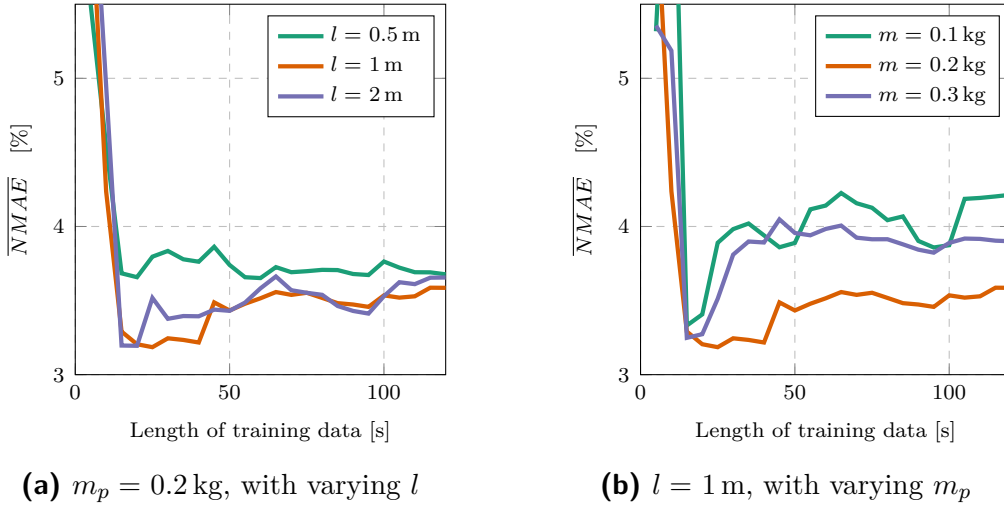 5
4
3
0
50
100
NMAE [%]
Length of training data [s]
l = 0.5 m
l = 1 m
l = 2 m
(a) m_p = 0.2 kg, with varying l
5
4
3
0
50
100
NMAE [%]
Length of training data [s]
m = 0.1 kg
m = 0.2 kg
m = 0.3 kg
(b) l = 1 m, with varying m_p